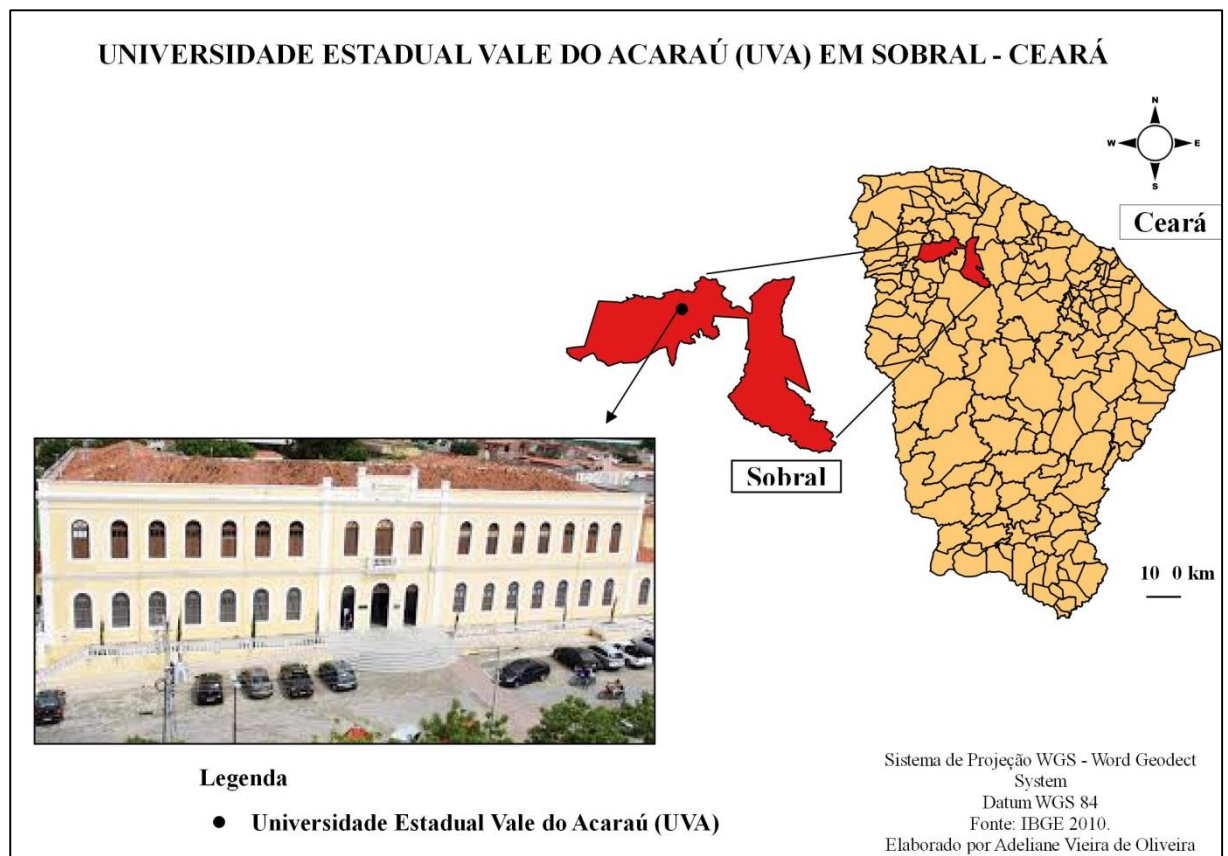 UNIVERSIDADE ESTADUAL VALE DO ACARAÚ (UVA) EM SOBRAL - CEARÁ
N
W E
S
Ceará
Sobral
10 0 km
Legenda
● Universidade Estadual Vale do Acaraú (UVA)
Sistema de Projeção WGS - Word Geodect
System
Datum WGS 84
Fonte: IBGE 2010.
Elaborado por Adeliane Vieira de Oliveira